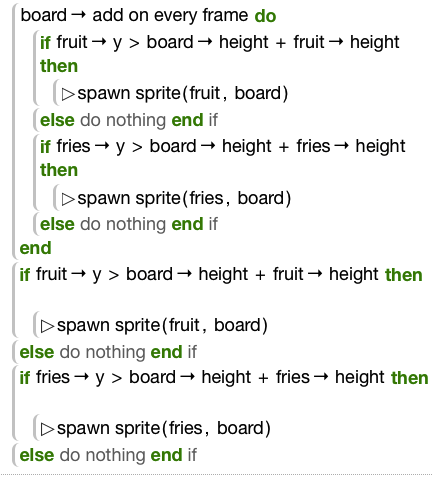 board→ add on every frame do
if fruit→ y > board→ height + fruit→ height
then
▷spawn sprite(fruit, board)
else do nothing end if
if fries→ y > board→ height + fries→ height
then
▷spawn sprite(fries, board)
else do nothing end if
end
if fruit→ y > board→ height + fruit→ height then
▷spawn sprite(fruit, board)
else do nothing end if
if fries→ y > board→ height + fries→ height then
▷spawn sprite(fries, board)
else do nothing end if